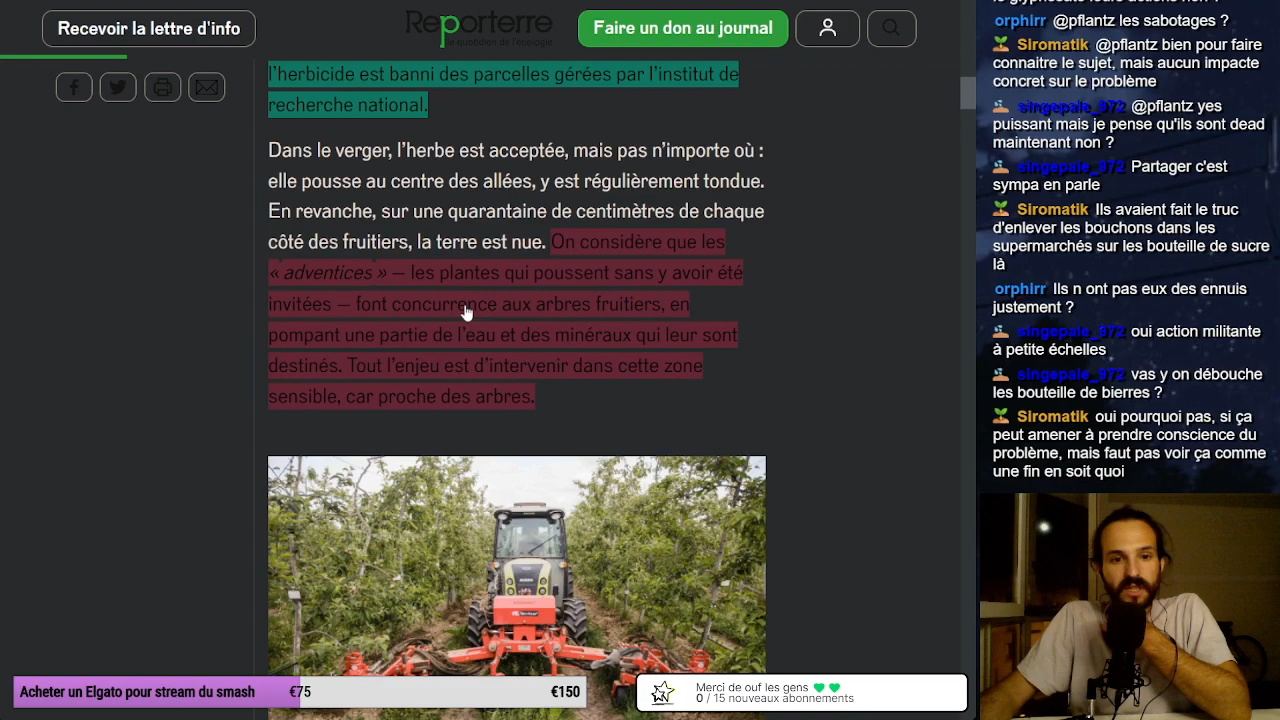 Recevoir la lettre d'info
Reporterre
le quotidien de l'écologie
Faire un don au journal
l'herbicide est banni des parcelles gérées par l'institut de
recherche national.
Dans le verger, l'herbe est acceptée, mais pas n'importe où :
elle pousse au centre des allées, y est régulièrement tondue.
En revanche, sur une quarantaine de centimètres de chaque
côté des fruitiers, la terre est nue. On considère que les
« adventices » — les plantes qui poussent sans y avoir été
invitées — font concurrence aux arbres fruitiers, en
pompant une partie de l'eau et des minéraux qui leur sont
destinés. Tout l'enjeu est d'intervenir dans cette zone
sensible, car proche des arbres.
Acheter un Elgato pour stream du smash
€75
€150
Merci de ouf les gens 💚💚
0 / 15 nouveaux abonnements
orphirr @pflantz les sabotages ?
Siromatik @pflantz bien pour faire
connaitre le sujet, mais aucun impacte
concret sur le problème
singepale_972 @pflantz yes
puissant mais je pense qu'ils sont dead
maintenant non ?
singepale_972 Partager c'est
sympa en parle
Siromatik Ils avaient fait le truc
d'enlever les bouchons dans les
supermarchés sur les bouteille de sucre
là
orphirr Ils n ont pas eux des ennuis
justement ?
singepale_972 oui action militante
à petite échelles
singepale_972 vas y on débouche
les bouteille de bierres ?
Siromatik oui pourquoi pas, si ça
peut amener à prendre conscience du
problème, mais faut pas voir ça comme
une fin en soit quoi